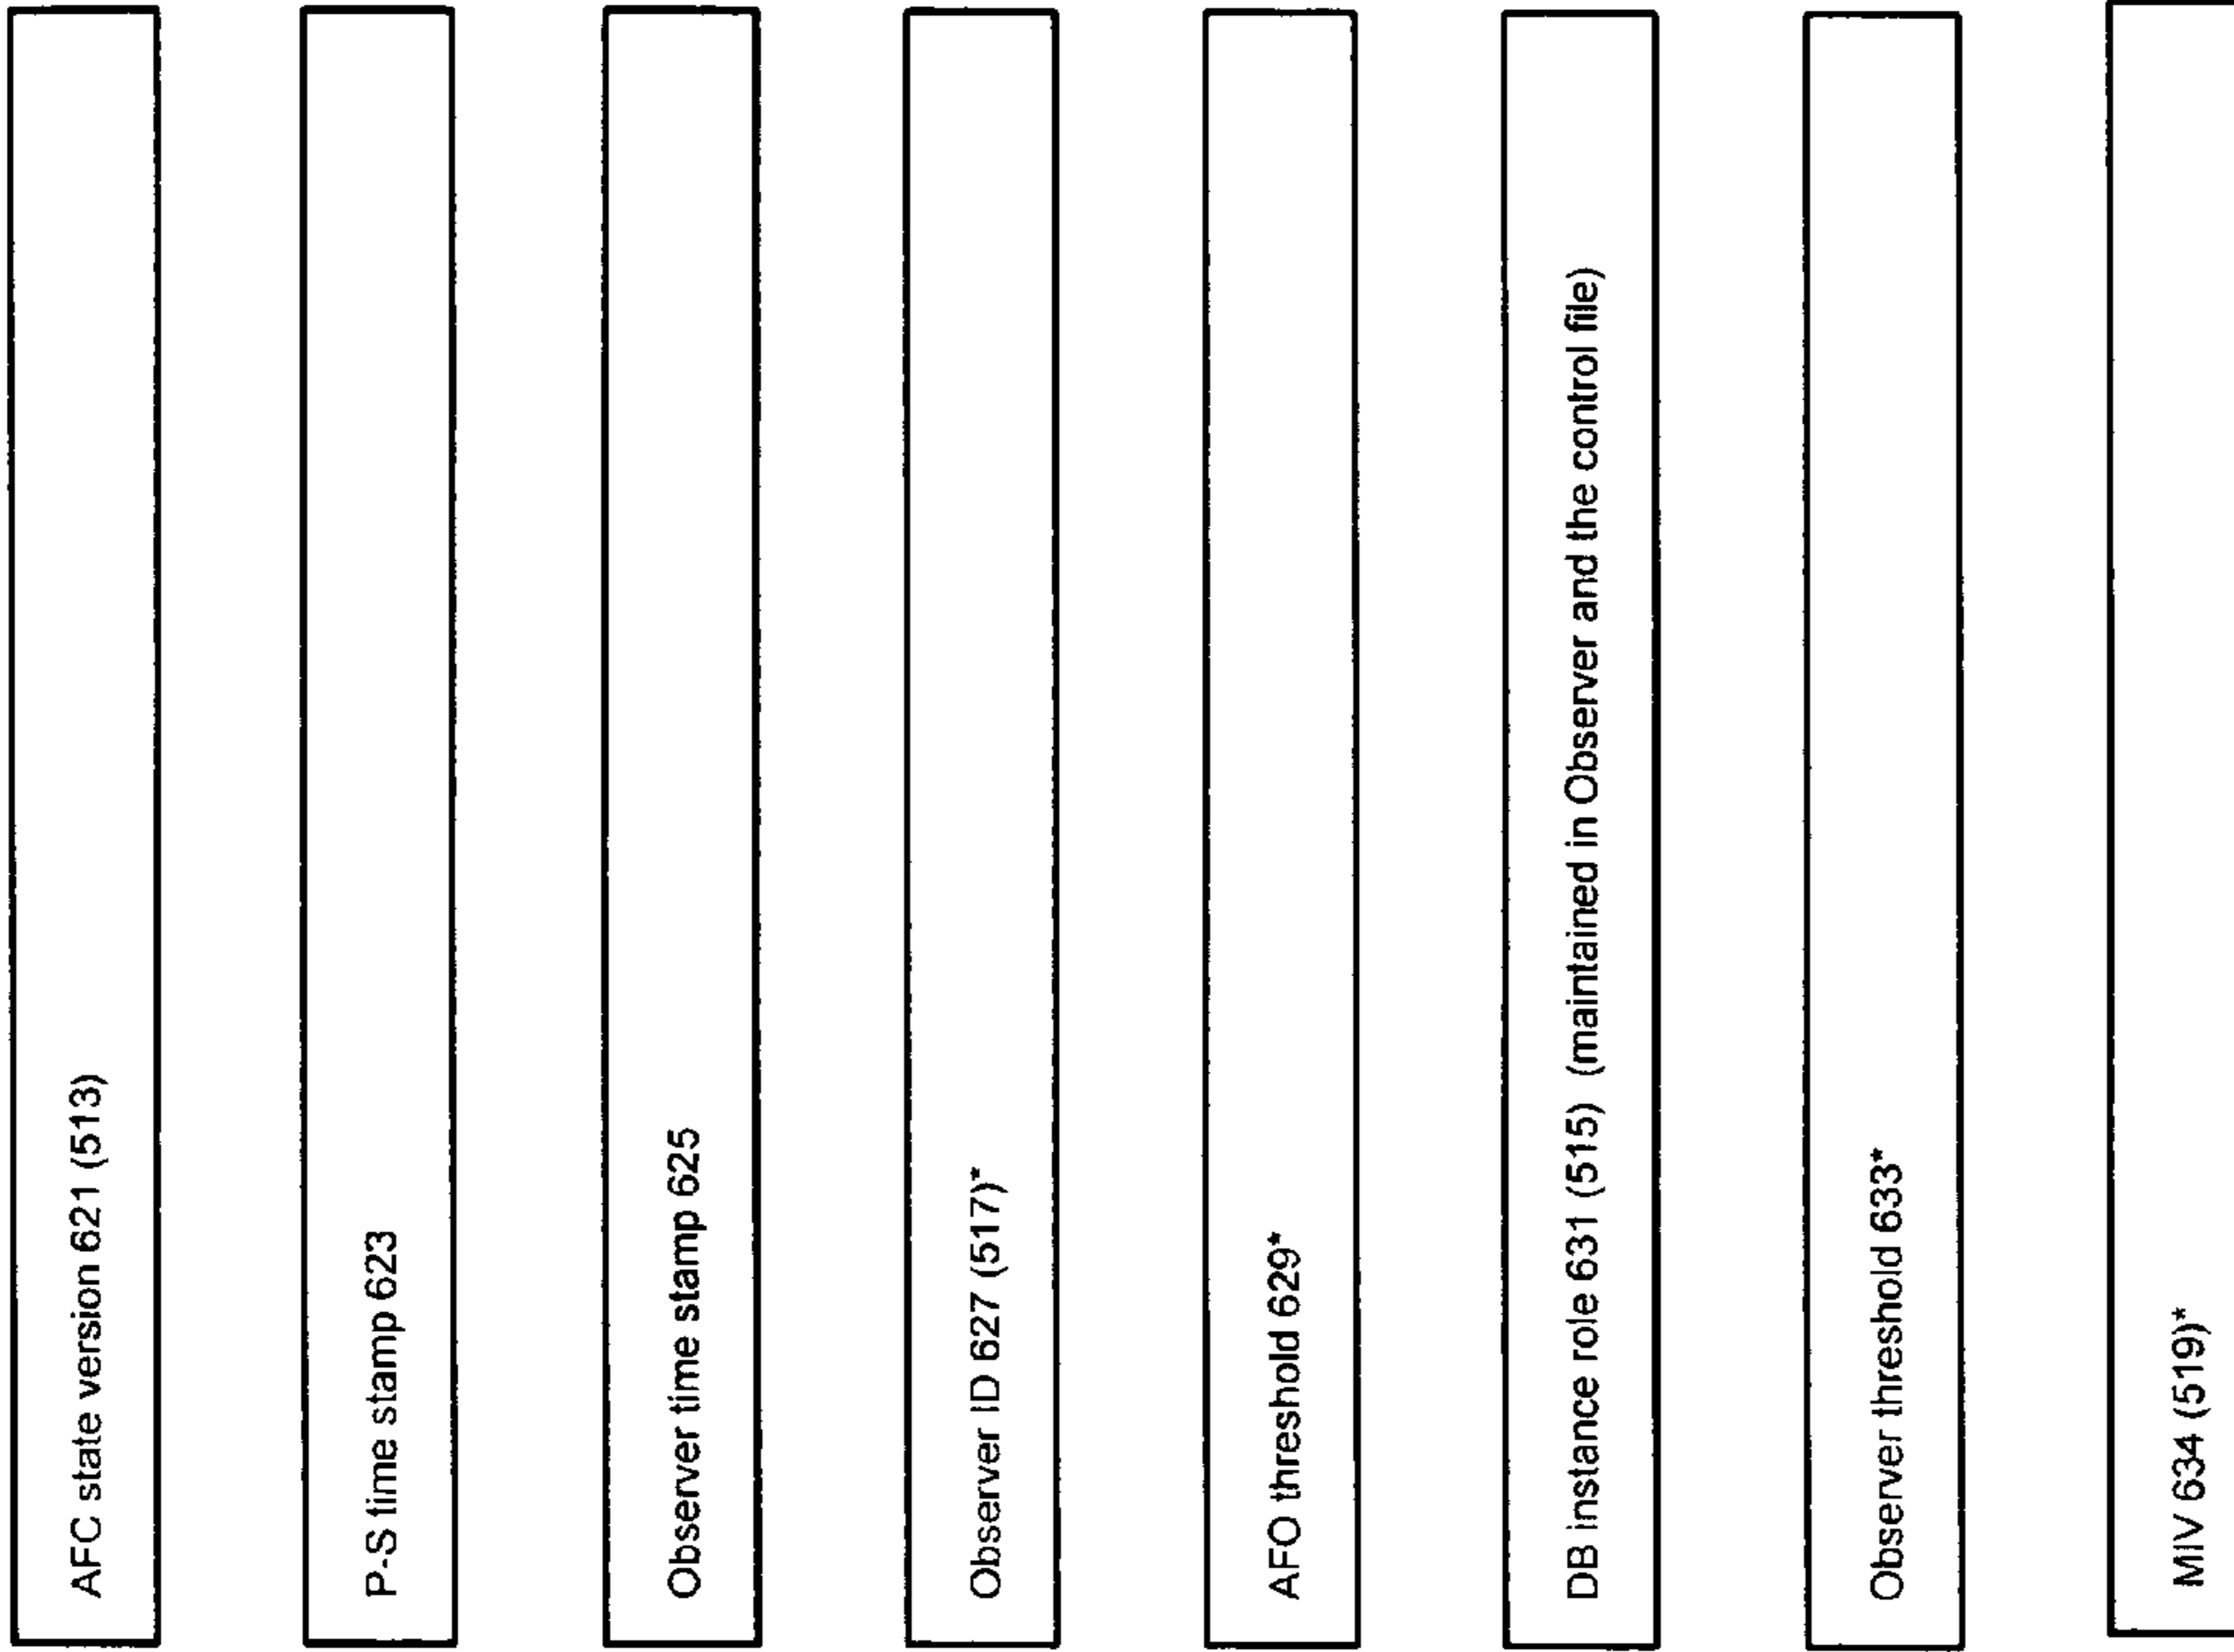 AFC state version 621 (513)
P-S time stamp 623
Observer time stamp 625
Observer ID 627 (517)*
AFO threshold 629*
DB instance role 631 (515) (maintained in Observer and the control file)
Observer threshold 633*
MIV 634 (519)*